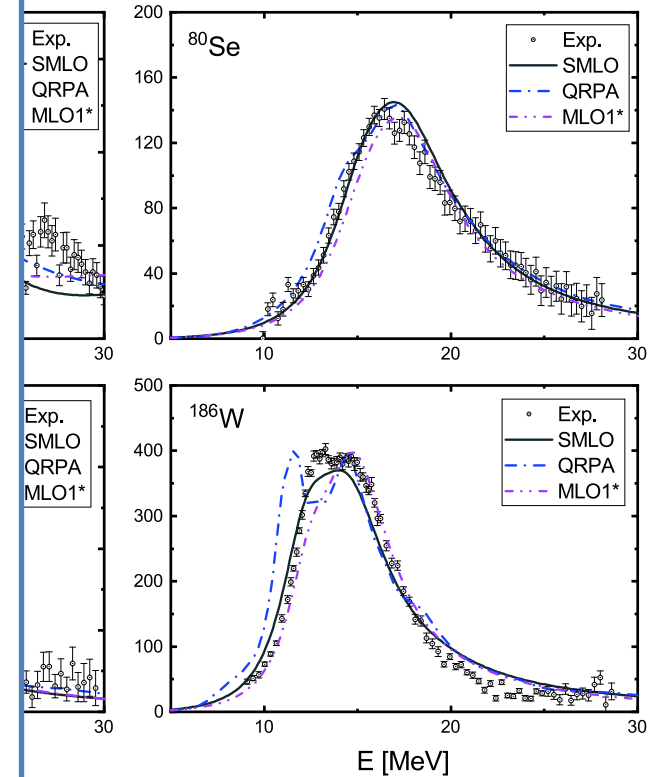 Exp.
SMLO
QRPA
MLO1*
30
200
160
120
80
40
0
⁸⁰Se
Exp.
SMLO
QRPA
MLO1*
10
20
30
Exp.
SMLO
QRPA
MLO1*
30
500
400
300
200
100
0
¹⁸⁶W
Exp.
SMLO
QRPA
MLO1*
10
20
30
E [MeV]